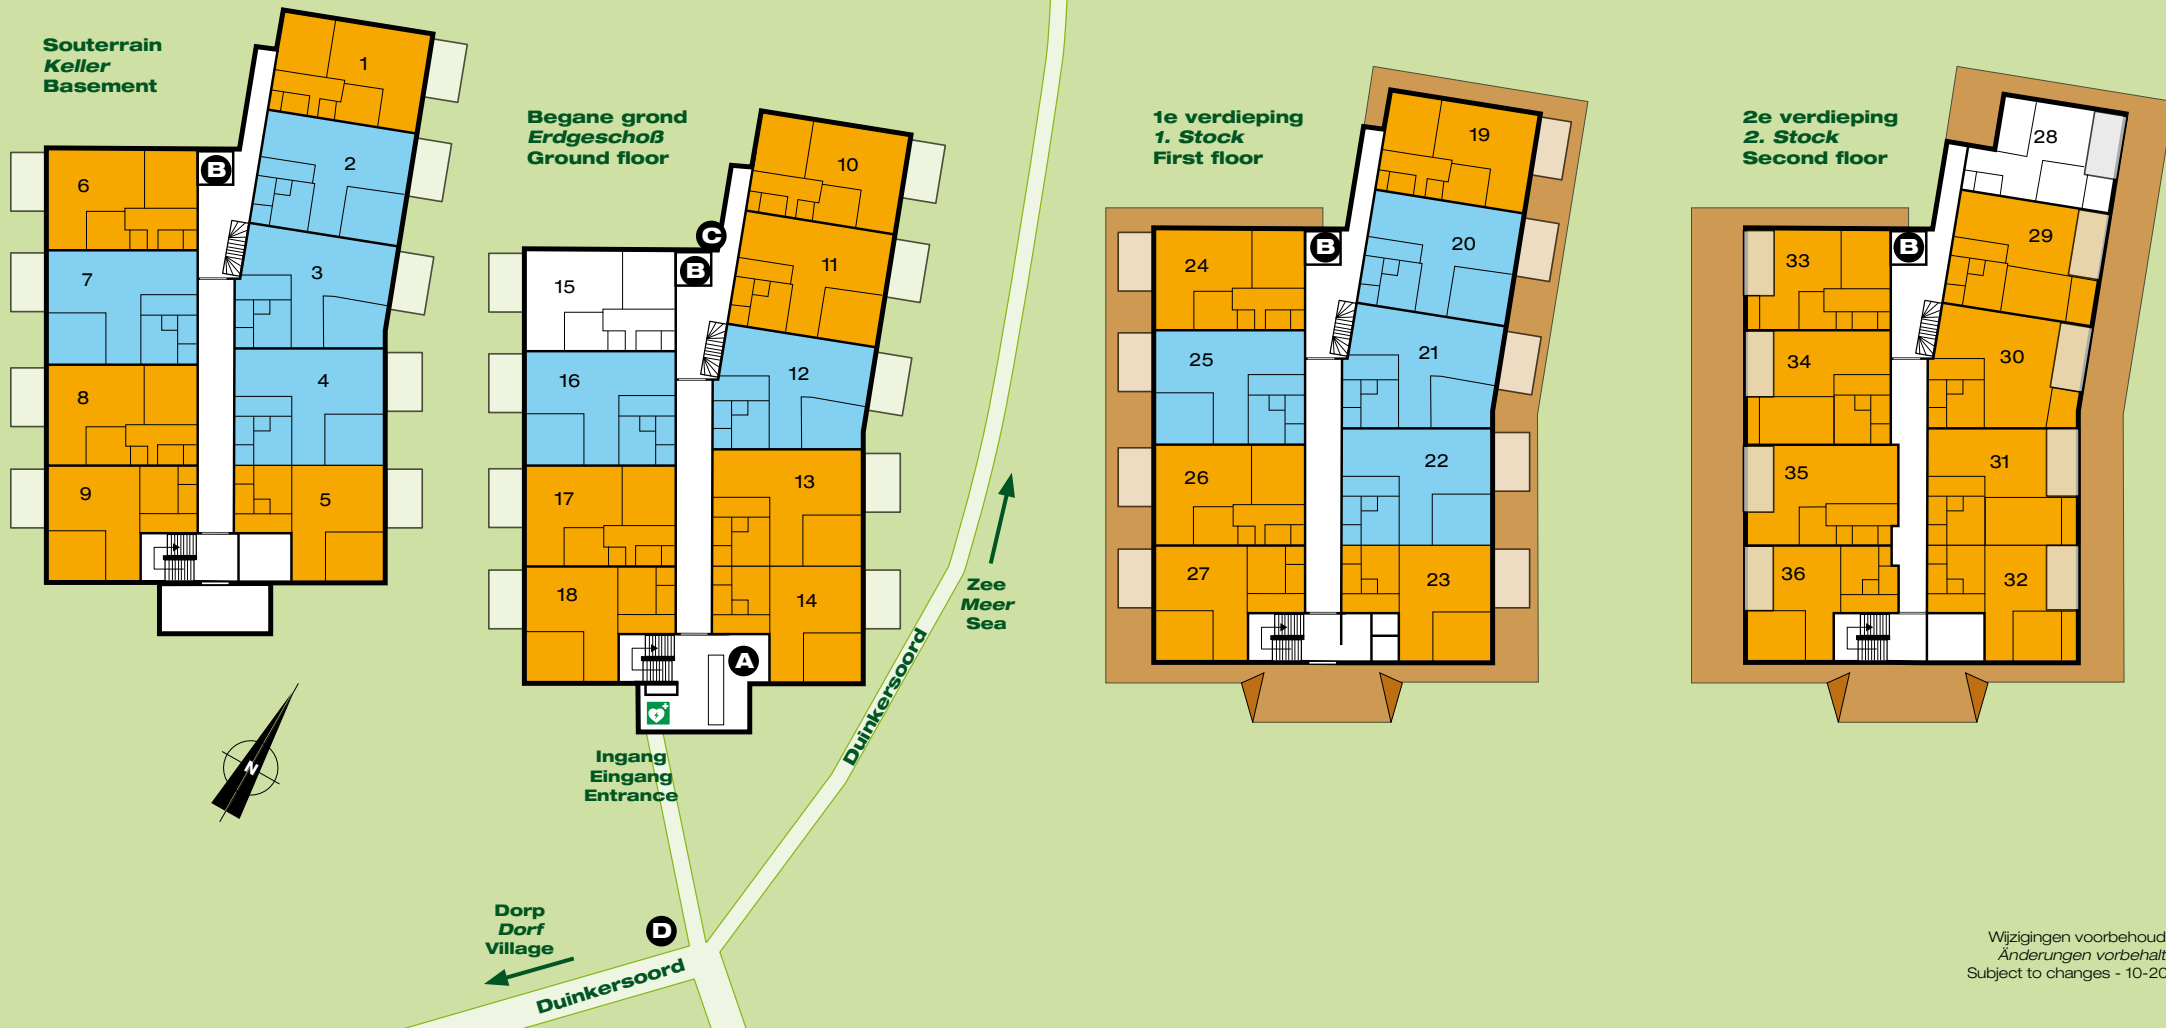 Souterrain
Keller
Basement
1
2
3
4
5
6
7
8
9
B
Begane grond
Erdgeschoß
Ground floor
10
11
12
13
14
15
16
17
18
C
B
A
Ingang
Eingang
Entrance
N
Zee
Meer
Sea
Duinkersoord
Dorp
Dorf
Village
D
Duinkersoord
1e verdieping
1. Stock
First floor
19
20
21
22
23
24
25
26
27
B
2e verdieping
2. Stock
Second floor
28
29
30
31
32
33
34
35
36
B
Wijzigingen voorbehoud
Änderungen vorbehalt
Subject to changes - 10-20